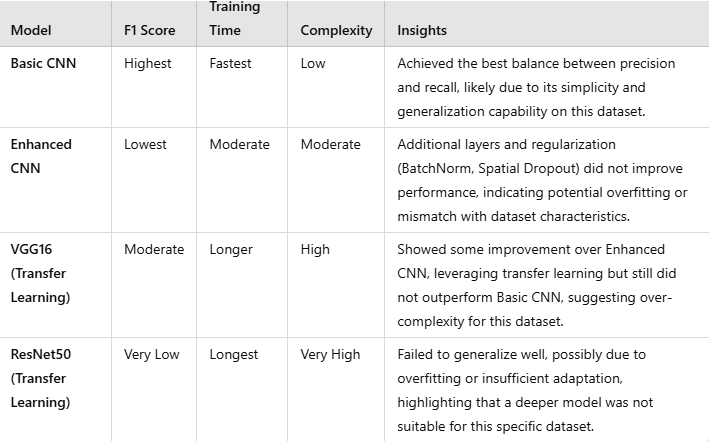 Model F1 Score Training Time Complexity Insights
Basic CNN Highest Fastest Low Achieved the best balance between precision
and recall, likely due to its simplicity and
generalization capability on this dataset.
Enhanced Lowest Moderate Moderate Additional layers and regularization
CNN (BatchNorm, Spatial Dropout) did not improve
performance, indicating potential overfitting or
mismatch with dataset characteristics.
VGG16 Moderate Longer High Showed some improvement over Enhanced
(Transfer CNN, leveraging transfer learning but still did
Learning) not outperform Basic CNN, suggesting over-
complexity for this dataset.
ResNet50 Very Low Longest Very High Failed to generalize well, possibly due to
(Transfer overfitting or insufficient adaptation,
Learning) highlighting that a deeper model was not
suitable for this specific dataset.